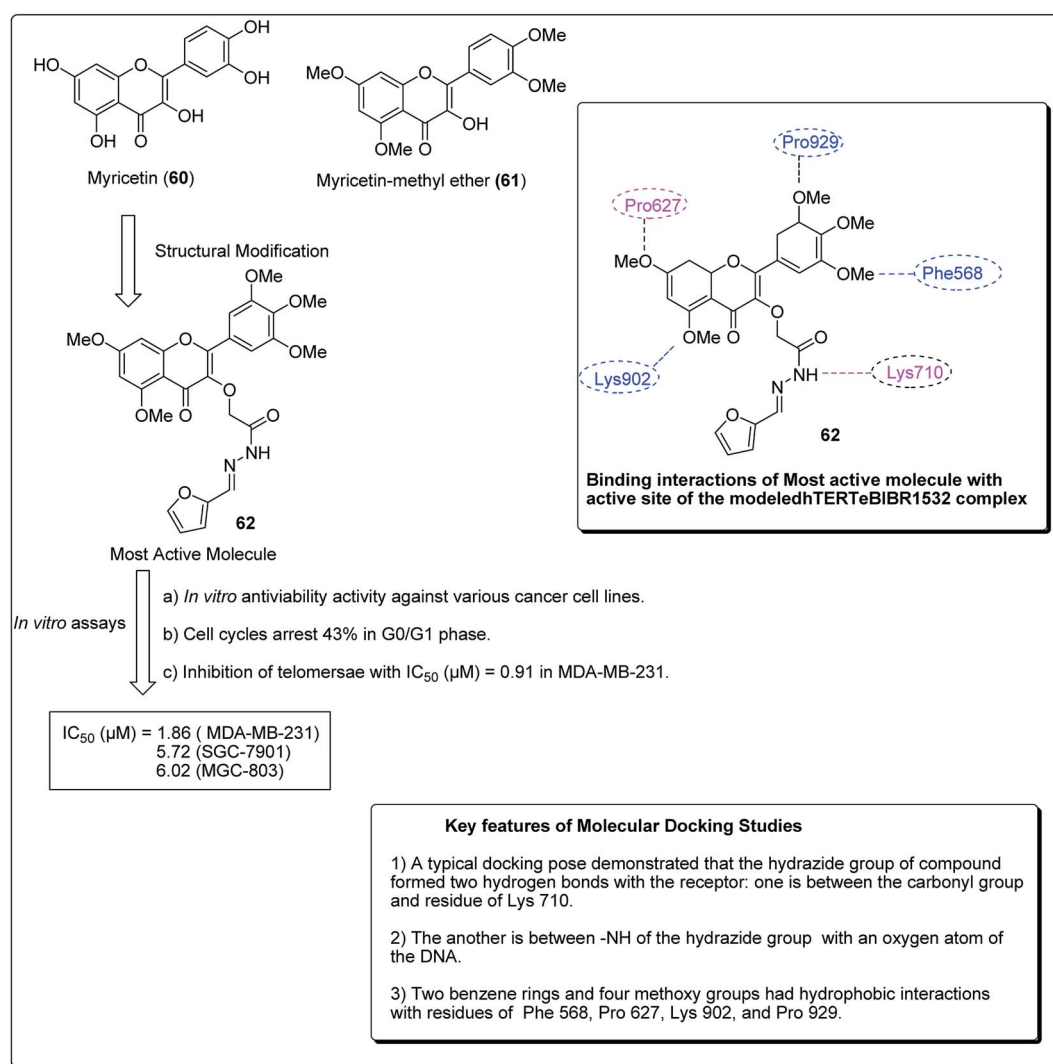 OH
OH
HO
O
OH
OH
O
Myricetin (60)
OMe
OMe
MeO
O
OH
OMe
O
Myricetin-methyl ether (61)
Structural Modification
OMe
OMe
OMe
MeO
O
O
OMe
O
O
NH
N
O
62
Most Active Molecule
In vitro assays
a) In vitro antiviability activity against various cancer cell lines.
b) Cell cycles arrest 43% in G0/G1 phase.
c) Inhibition of telomersae with IC50 (µM) = 0.91 in MDA-MB-231.
IC50 (µM) = 1.86 ( MDA-MB-231)
5.72 (SGC-7901)
6.02 (MGC-803)
Pro929
Pro627
OMe
OMe
MeO
O
OMe
Phe568
O
OMe
O
O
Lys902
NH
Lys710
N
O
62
Binding interactions of Most active molecule with
active site of the modeledhTERTeBIBR1532 complex
Key features of Molecular Docking Studies
1) A typical docking pose demonstrated that the hydrazide group of compound
formed two hydrogen bonds with the receptor: one is between the carbonyl group
and residue of Lys 710.
2) The another is between -NH of the hydrazide group with an oxygen atom of
the DNA.
3) Two benzene rings and four methoxy groups had hydrophobic interactions
with residues of Phe 568, Pro 627, Lys 902, and Pro 929.